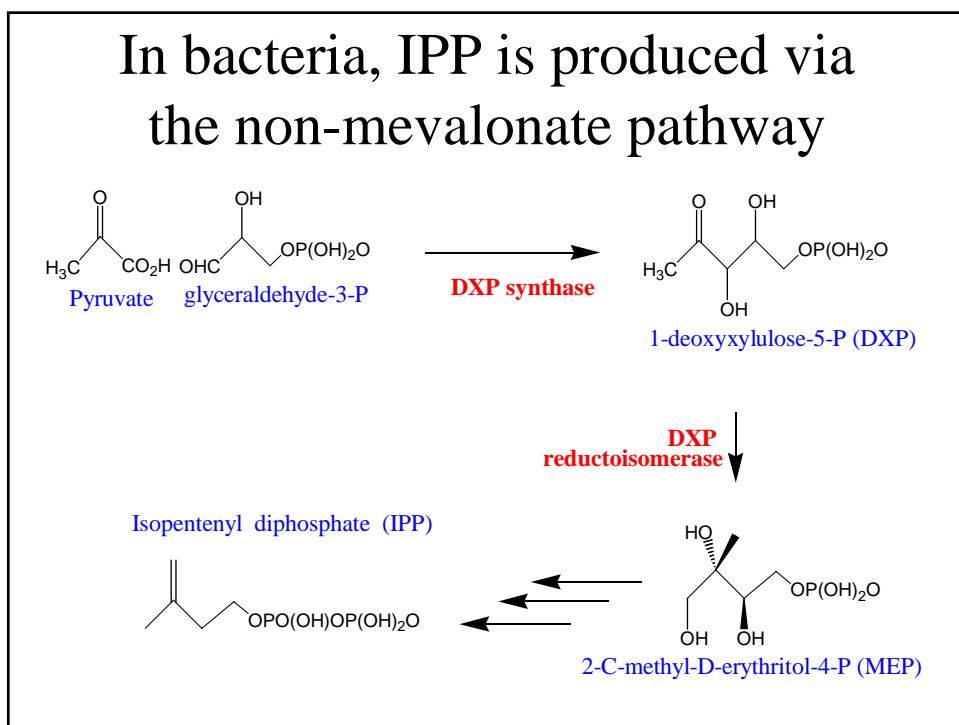 In bacteria, IPP is produced via
the non-mevalonate pathway
O
OH
H3C
CO2H
OHC
OP(OH)2O
Pyruvate
glyceraldehyde-3-P
DXP synthase
O
OH
H3C
OP(OH)2O
OH
1-deoxyxylulose-5-P (DXP)
DXP
reductoisomerase
Isopentenyl diphosphate (IPP)
OPO(OH)OP(OH)2O
HO
OP(OH)2O
OH
OH
2-C-methyl-D-erythritol-4-P (MEP)